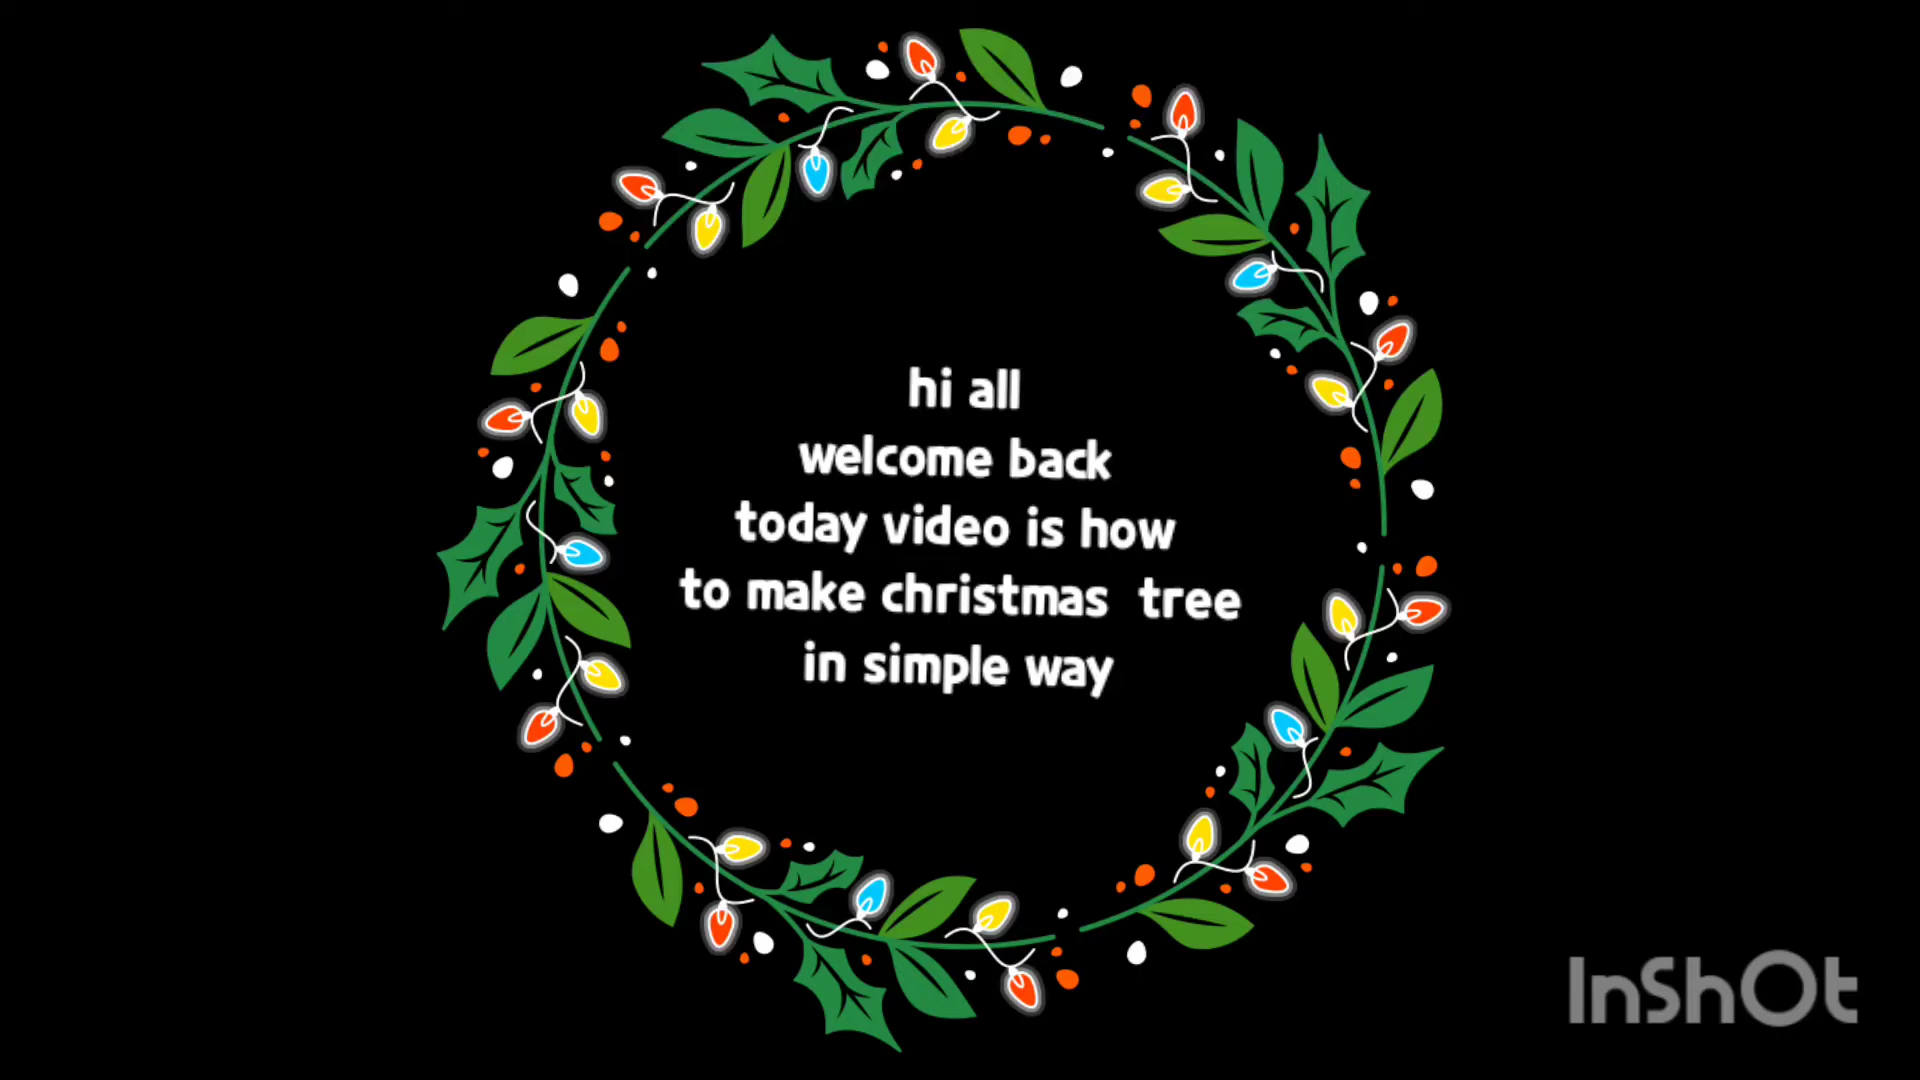 hi all
welcome back
today video is how
to make christmas tree
in simple way
InShOt